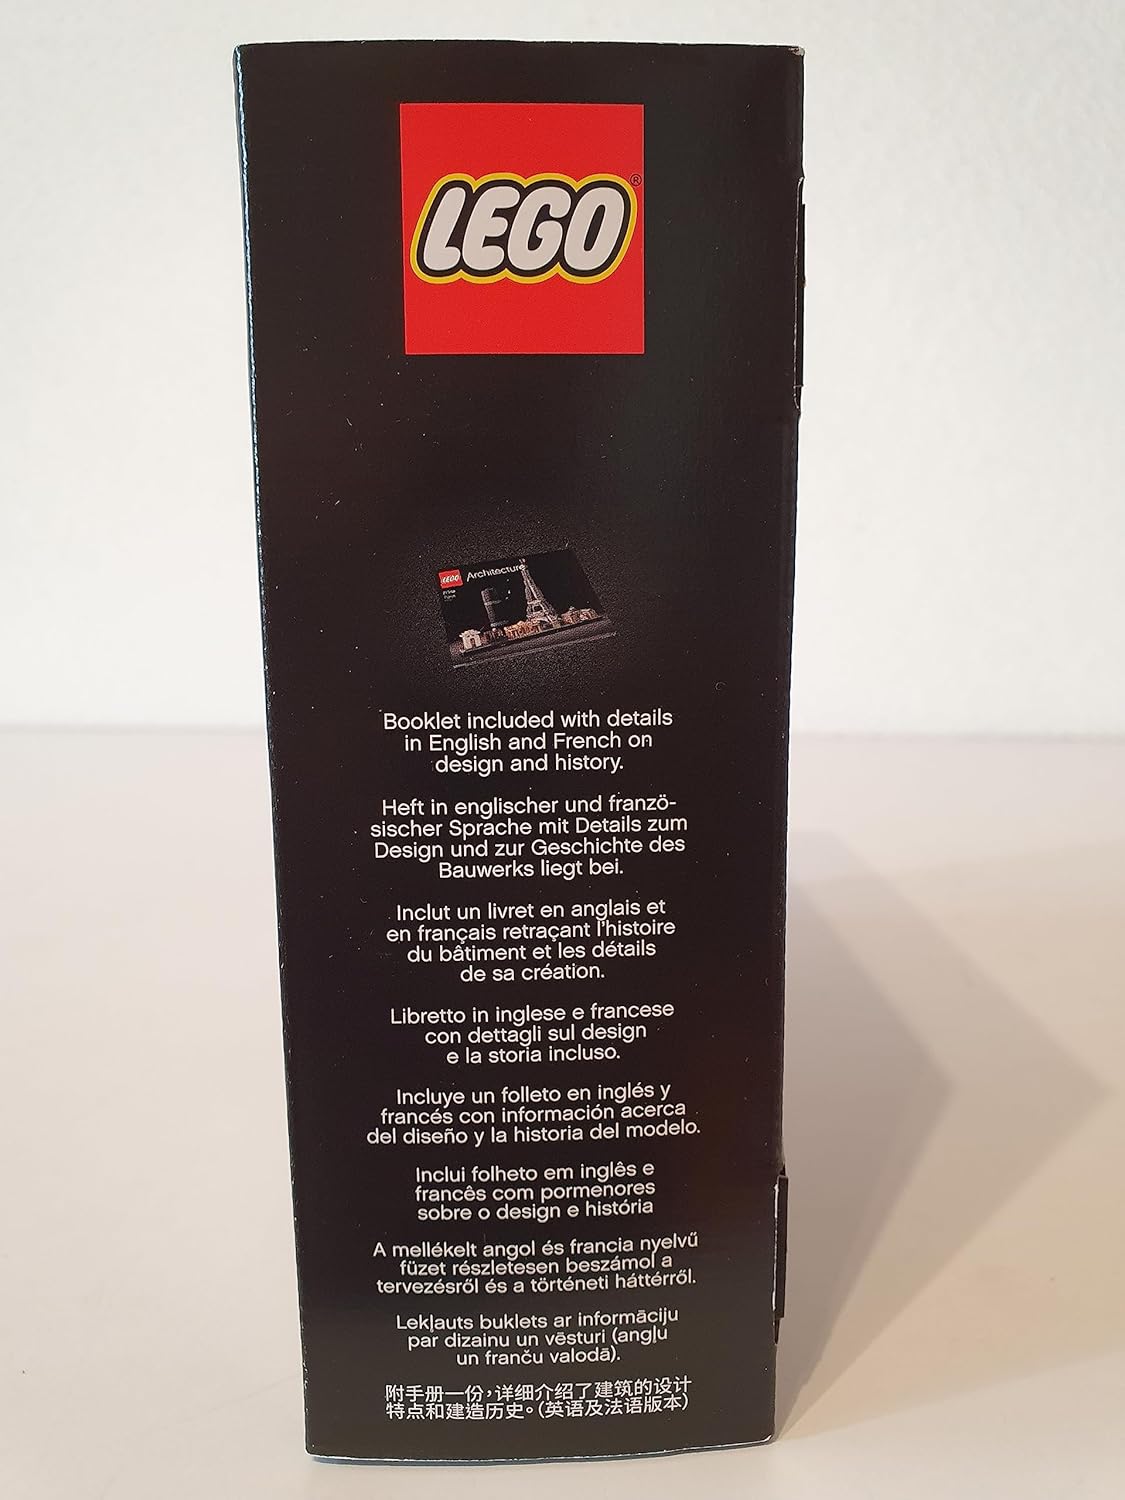 LEGO®
LEGO Architecture
Booklet included with details
in English and French on
design and history.
Heft in englischer und franzö-
sischer Sprache mit Details zum
Design und zur Geschichte des
Bauwerks liegt bei.
Inclut un livret en anglais et
en français retraçant l'histoire
du bâtiment et les détails
de sa création.
Libretto in inglese e francese
con dettagli sul design
e la storia incluso.
Incluye un folleto en inglés y
francés con información acerca
del diseño y la historia del modelo.
Inclui folheto em inglês e
francês com pormenores
sobre o design e história
A mellékelt angol és francia nyelvű
füzet részletesen beszámol a
tervezésről és a történeti háttérről.
Iekļauts buklets ar informāciju
par dizainu un vēsturi (angļu
un franču valodā).
附手册一份，详细介绍了建筑的设计
特点和建造历史。（英语及法语版本）